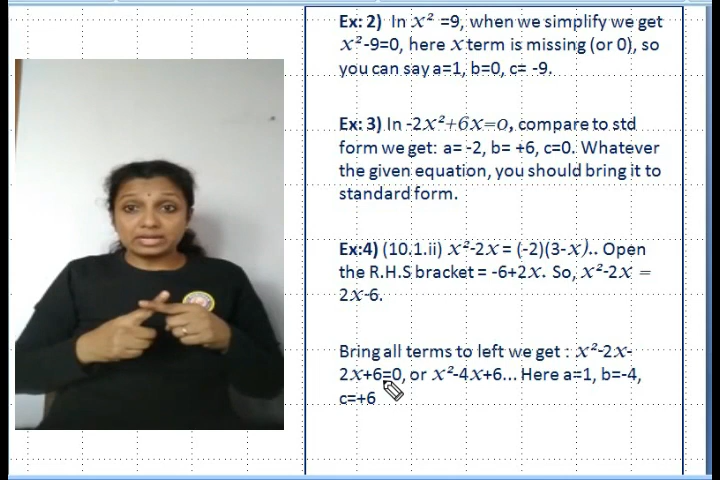 Ex: 2) In x² =9, when we simplify we get
x²-9=0, here x term is missing (or 0), so
you can say a=1, b=0, c= -9.
Ex: 3) In -2x²+6x=0, compare to std
form we get: a= -2, b= +6, c=0. Whatever
the given equation, you should bring it to
standard form.
Ex:4) (10.1.ii) x²-2x = (-2)(3-x).. Open
the R.H.S bracket = -6+2x. So, x²-2x =
2x-6.
Bring all terms to left we get : x²-2x-
2x+6=0, or x²-4x+6... Here a=1, b=-4,
c=+6